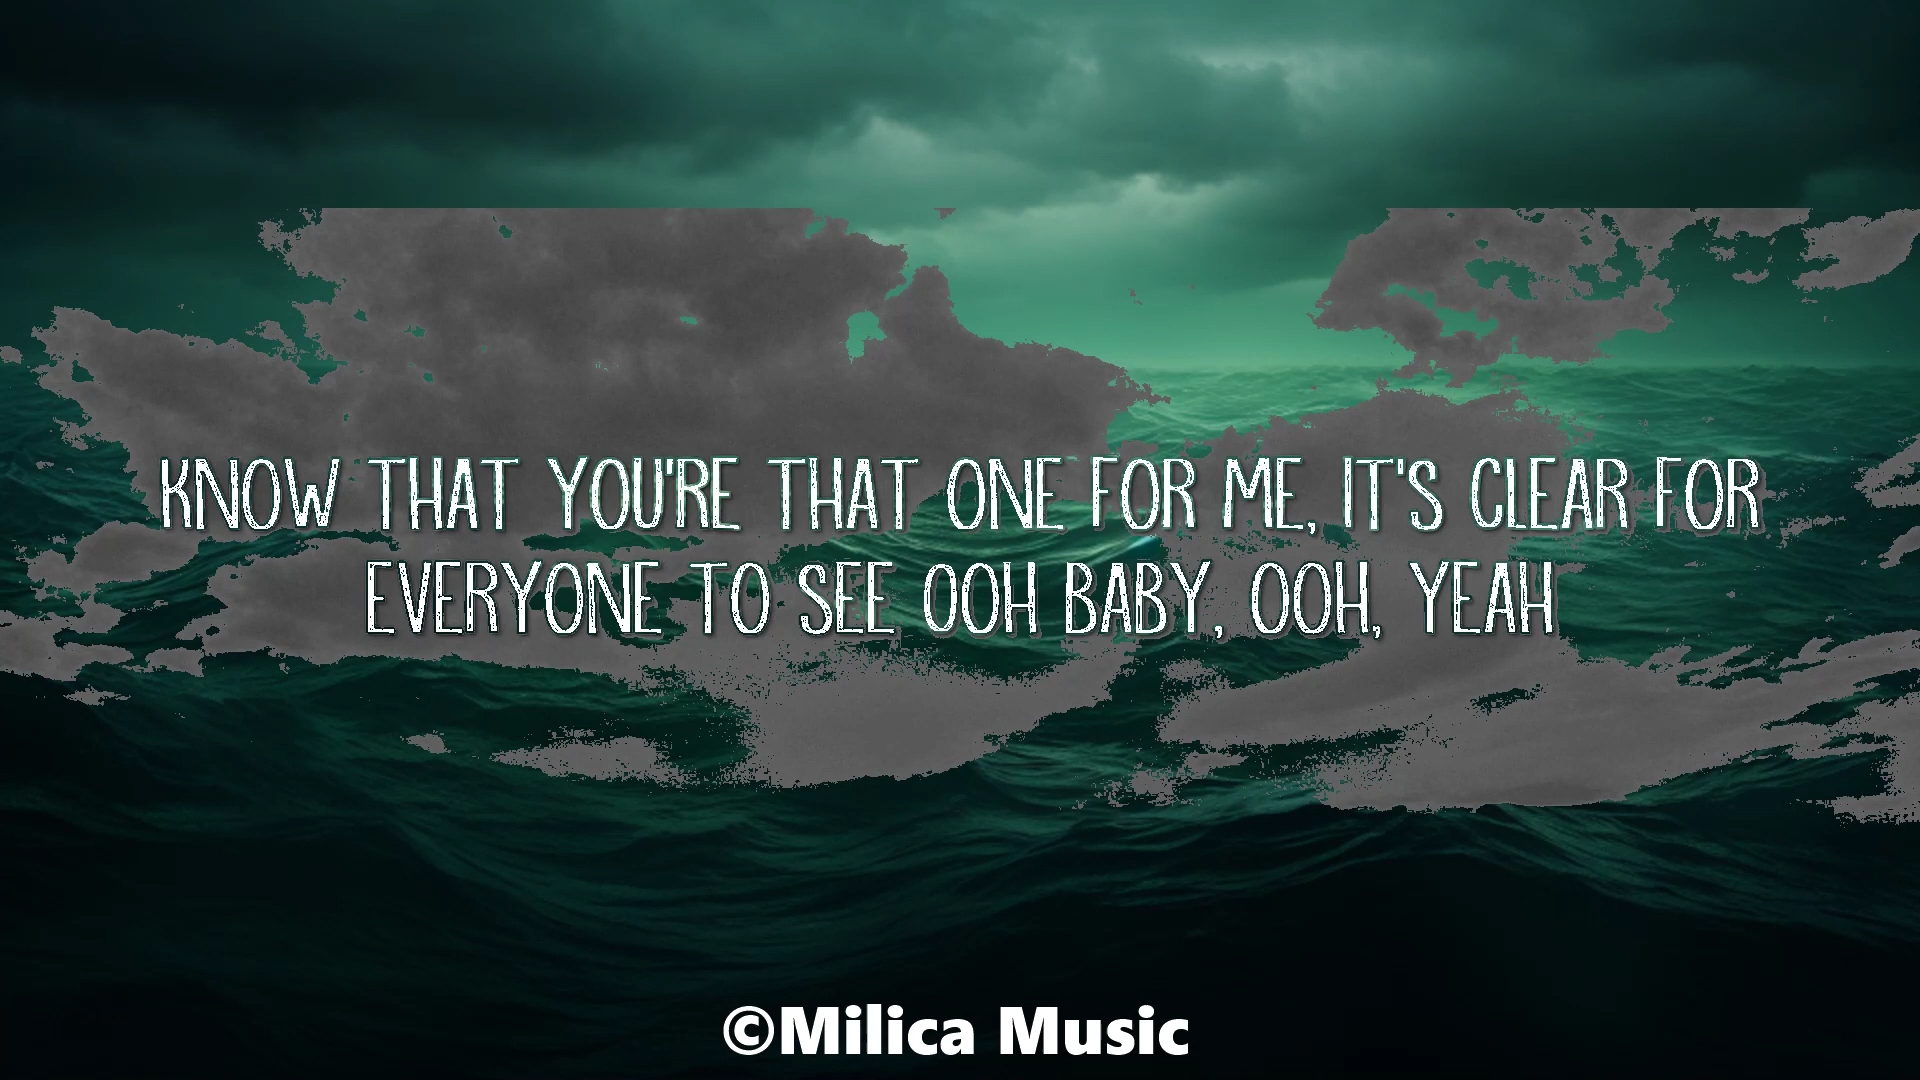 KNOW THAT YOU'RE THAT ONE FOR ME, IT'S CLEAR FOR
EVERYONE TO SEE OOH BABY, OOH, YEAH
©Milica Music